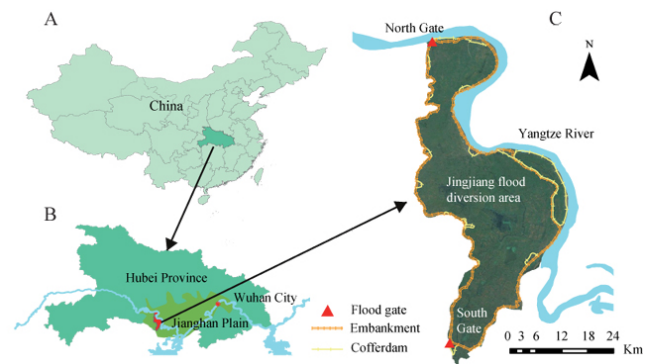 A
China
B
Hubei Province
Wuhan City
Jianghan Plain
C
North Gate
N
Yangtze River
Jingjiang flood
diversion area
South
Gate
Flood gate
Embankment
Cofferdam
0 3 6 12 18 24
Km